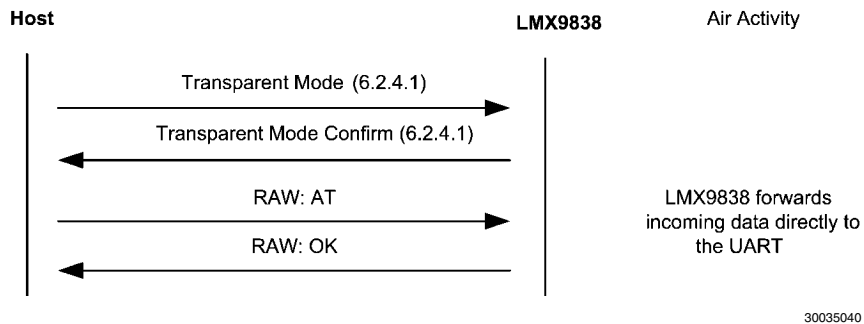 Host
LMX9838
Air Activity
Transparent Mode (6.2.4.1)
Transparent Mode Confirm (6.2.4.1)
RAW: AT
RAW: OK
LMX9838 forwards
incoming data directly to
the UART
30035040